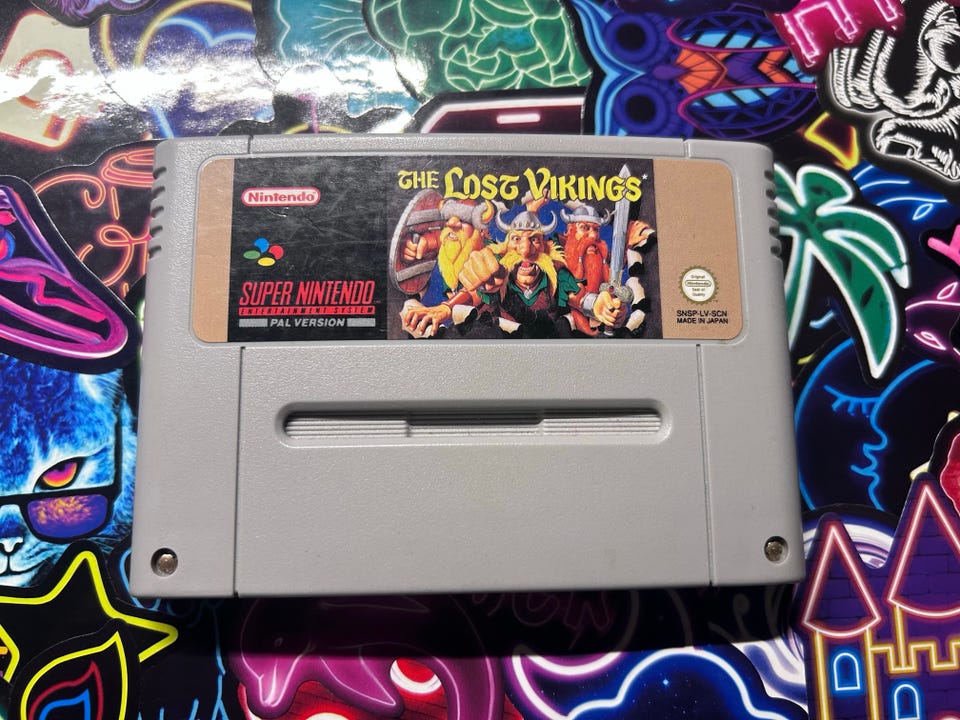 Nintendo
THE LOST VIKINGS
SUPER NINTENDO
ENTERTAINMENT SYSTEM
PAL VERSION
Original
Nintendo
Seal of
Quality
SNSP-LV-SCN
MADE IN JAPAN